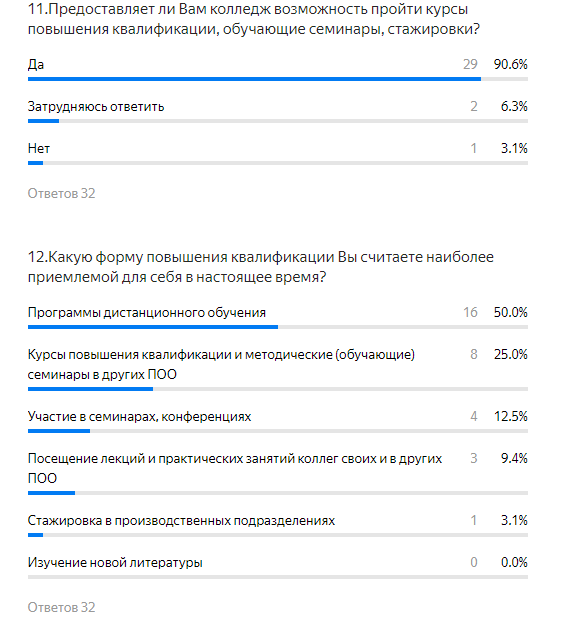 11.Предоставляет ли Вам колледж возможность пройти курсы
повышения квалификации, обучающие семинары, стажировки?
Да 29 90.6%
Затрудняюсь ответить 2 6.3%
Нет 1 3.1%
Ответов 32
12.Какую форму повышения квалификации Вы считаете наиболее
приемлемой для себя в настоящее время?
Программы дистанционного обучения 16 50.0%
Курсы повышения квалификации и методические (обучающие) 8 25.0%
семинары в других ПОО
Участие в семинарах, конференциях 4 12.5%
Посещение лекций и практических занятий коллег своих и в других 3 9.4%
ПОО
Стажировка в производственных подразделениях 1 3.1%
Изучение новой литературы 0 0.0%
Ответов 32